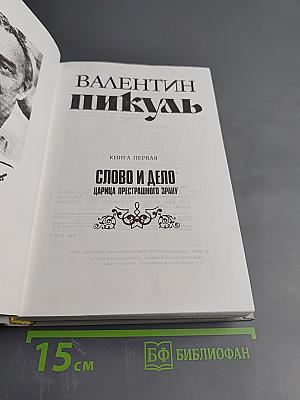 ВАЛЕНТИН
ПИКУЛЬ
КНИГА ПЕРВАЯ
СЛОВО И ДЕЛО
ЦАРИЦА ПРЕСТРАШНОГО ЗРАКУ
15 СМ
БФ БИБЛИОФАН